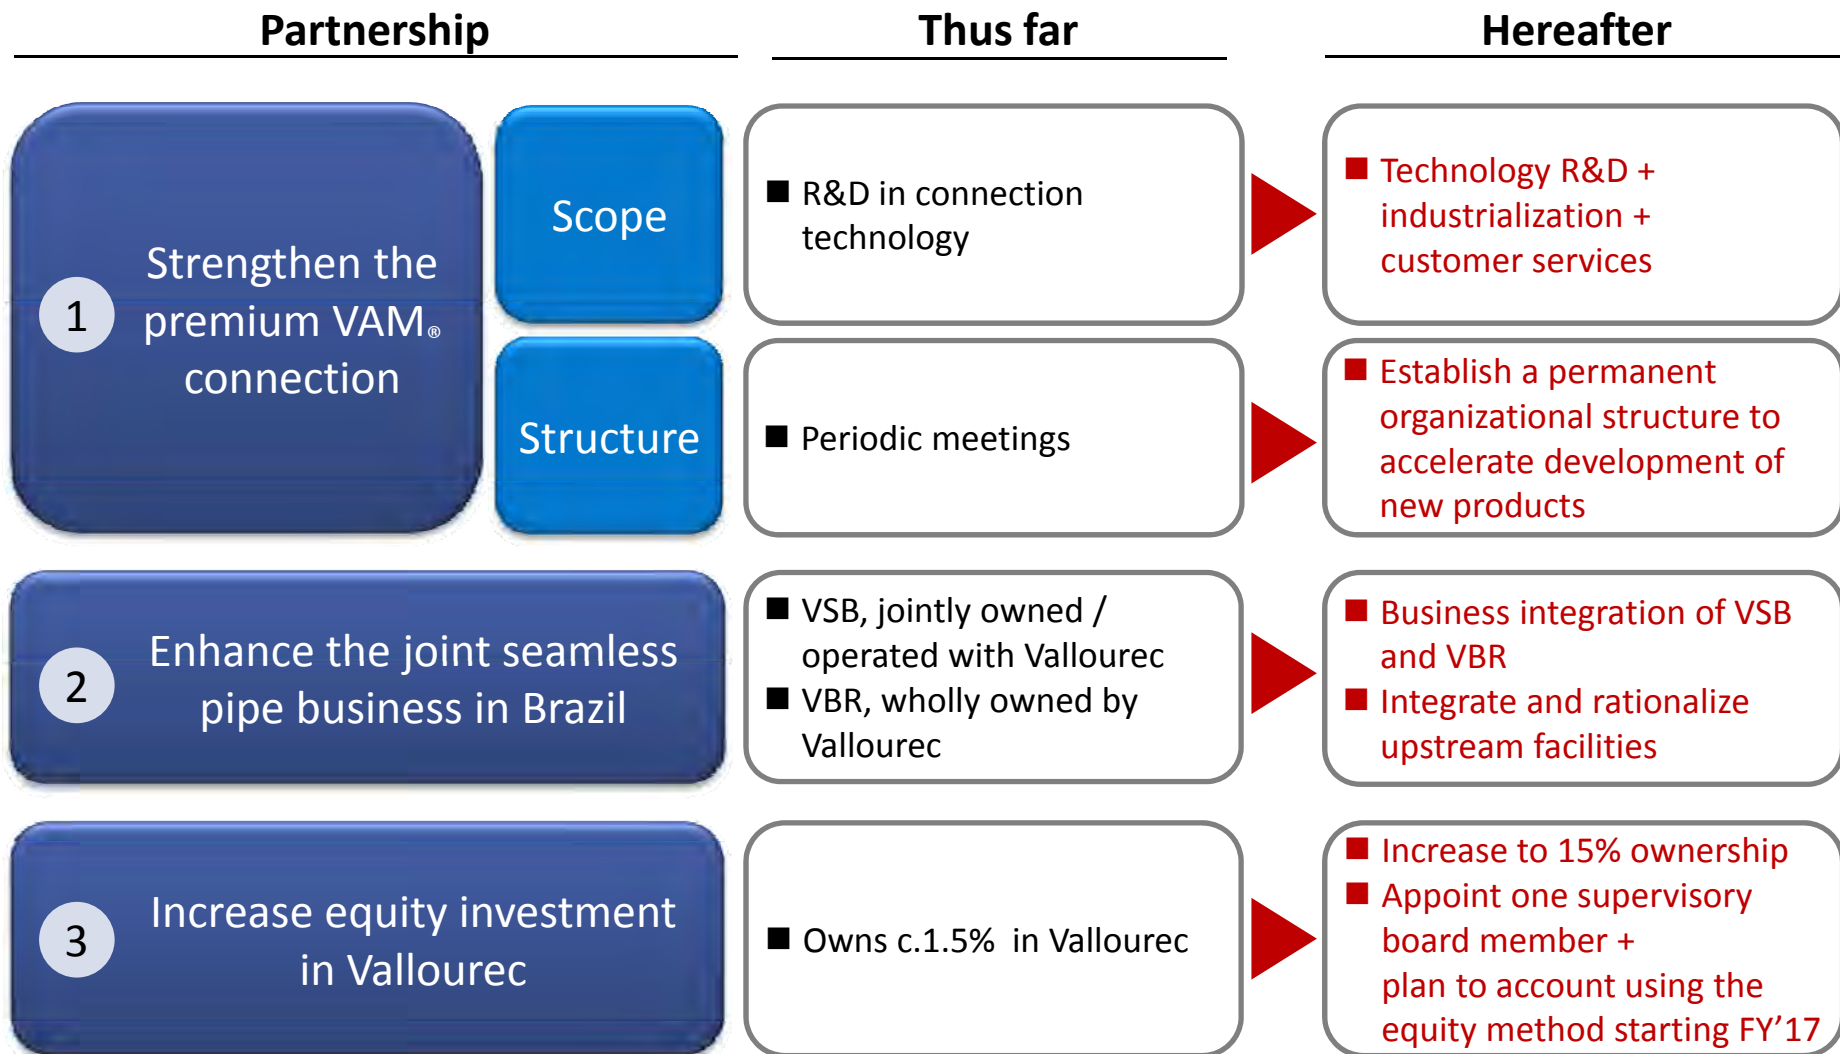 Partnership
Thus far
Hereafter
1
Strengthen the
premium VAM®
connection
Scope
■ R&D in connection
technology
■ Technology R&D +
industrialization +
customer services
Structure
■ Periodic meetings
■ Establish a permanent
organizational structure to
accelerate development of
new products
2
Enhance the joint seamless
pipe business in Brazil
■ VSB, jointly owned /
operated with Vallourec
■ VBR, wholly owned by
Vallourec
■ Business integration of VSB
and VBR
■ Integrate and rationalize
upstream facilities
3
Increase equity investment
in Vallourec
■ Owns c.1.5% in Vallourec
■ Increase to 15% ownership
■ Appoint one supervisory
board member +
plan to account using the
equity method starting FY'17